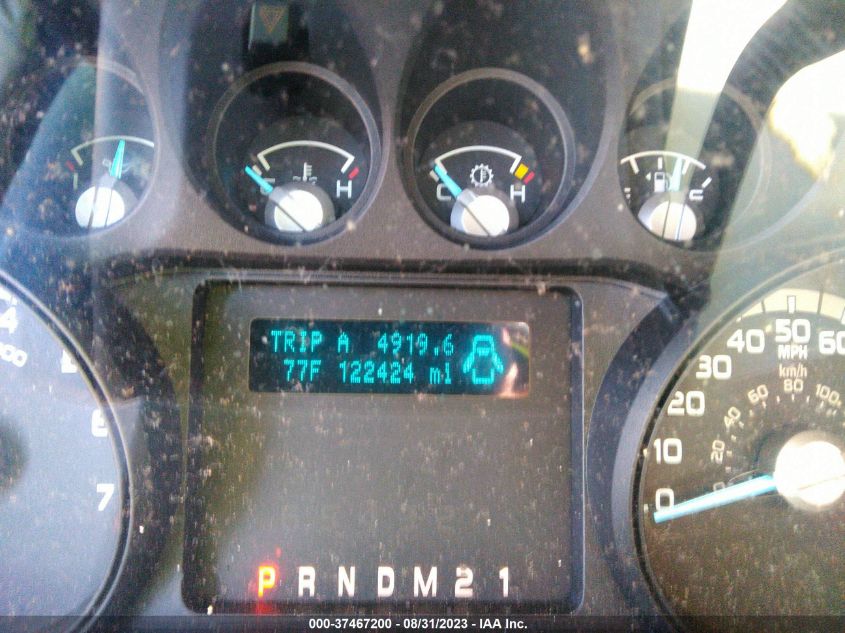 H
C H
F
TRIP A 4919.6
77F 122424 mi
4
7
0 10 20 30 40 50 60
MPH
km/h
20 40 60 80 100
P R N D M 2 1
000-37467200 - 08/31/2023 - IAA Inc.